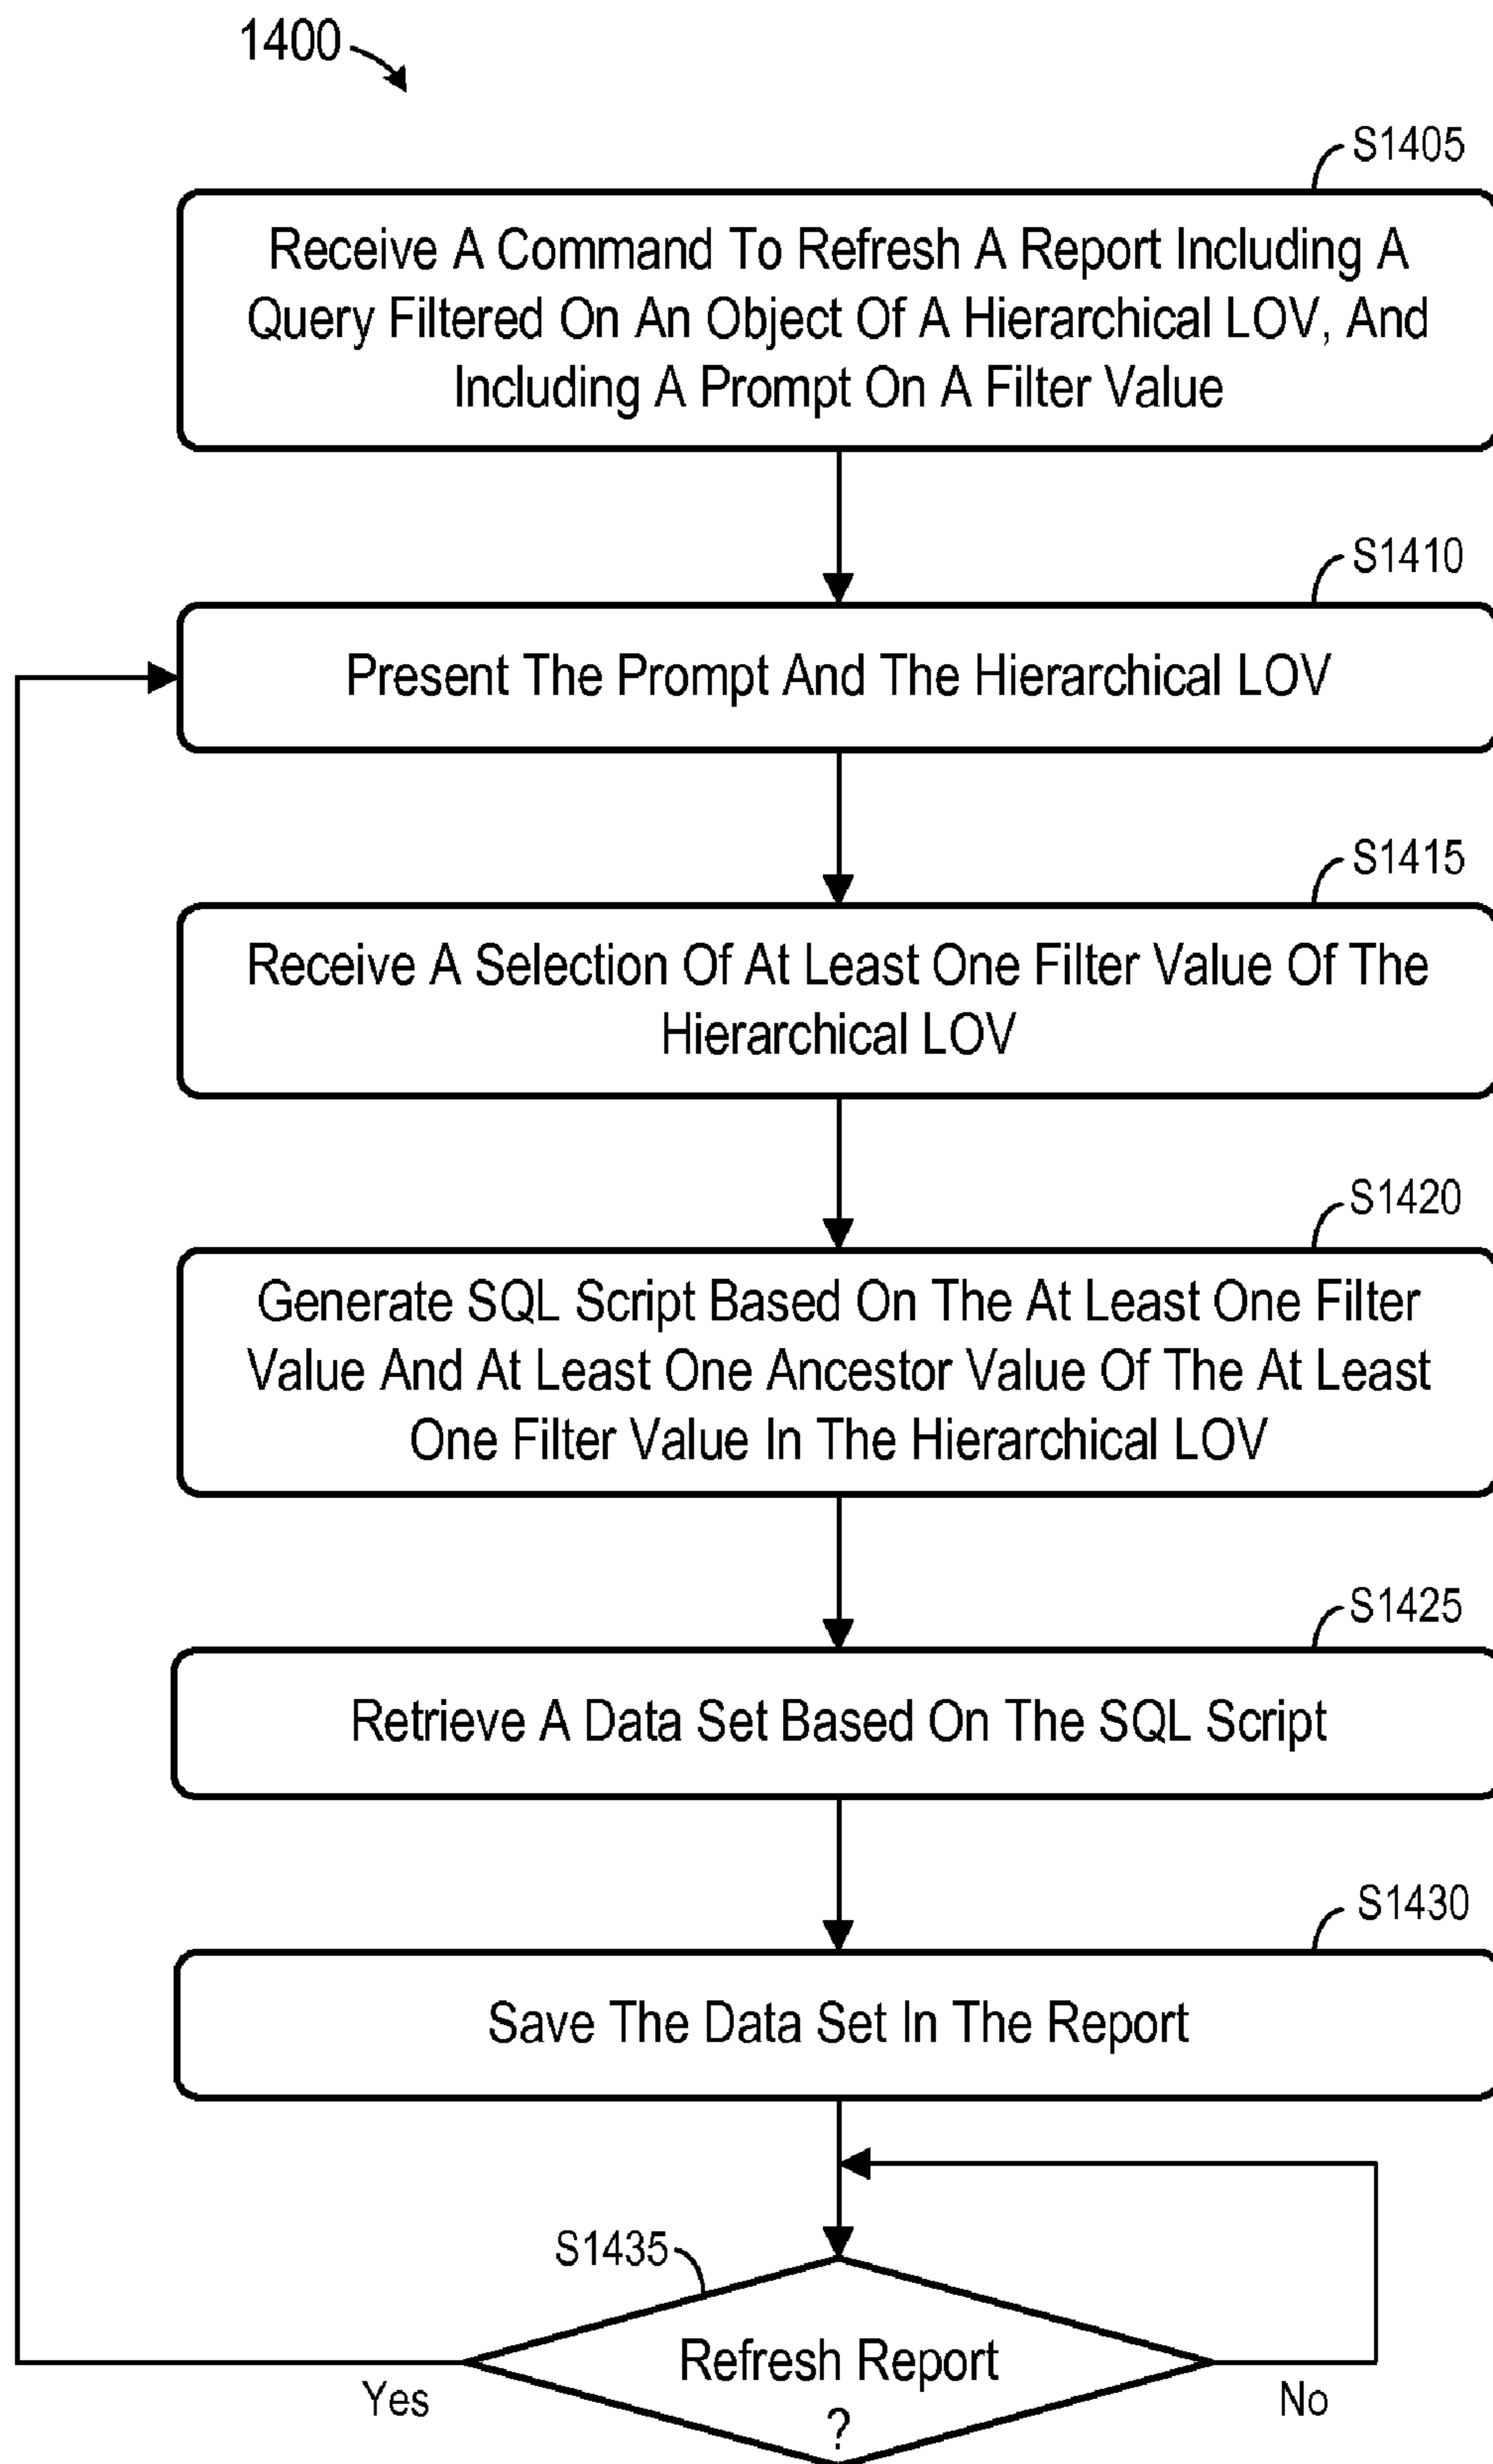 1400
S1405
Receive A Command To Refresh A Report Including A
Query Filtered On An Object Of A Hierarchical LOV, And
Including A Prompt On A Filter Value
S1410
Present The Prompt And The Hierarchical LOV
S1415
Receive A Selection Of At Least One Filter Value Of The
Hierarchical LOV
S1420
Generate SQL Script Based On The At Least One Filter
Value And At Least One Ancestor Value Of The At Least
One Filter Value In The Hierarchical LOV
S1425
Retrieve A Data Set Based On The SQL Script
S1430
Save The Data Set In The Report
S1435
Refresh Report
?
Yes
No